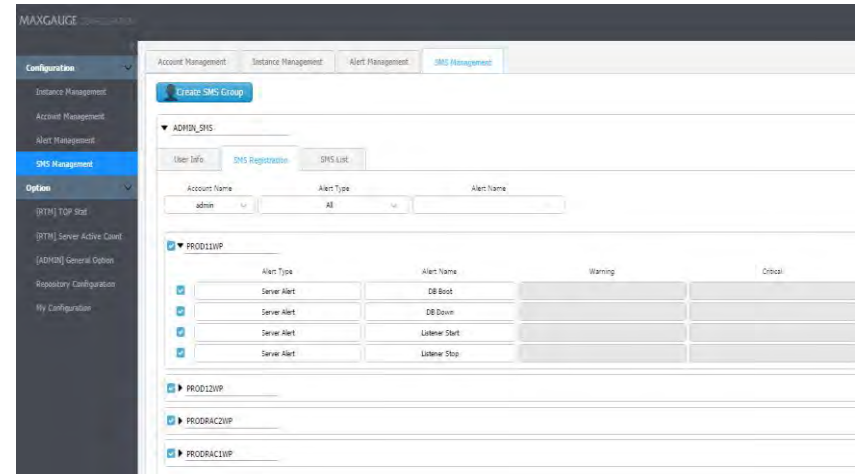 MAXGAUGE
Configuration
Instance Management
Account Management
Alert Management
SMS Management
Option
[RTM] TOP Stat
[RTM] Server Active Count
[ADMIN] General Option
Repository Configuration
My Configuration
Account Management Instance Management Alert Management SMS Management
Create SMS Group
ADMIN_SMS
User Info SMS Registration SMS List
Account Name Alert Type Alert Name
admin All
PROD11WP
Alert Type Alert Name Warning Critical
Server Alert DB Boot
Server Alert DB Down
Server Alert Listener Start
Server Alert Listener Stop
PROD12WP
PRODRAC2WP
PRODRAC1WP